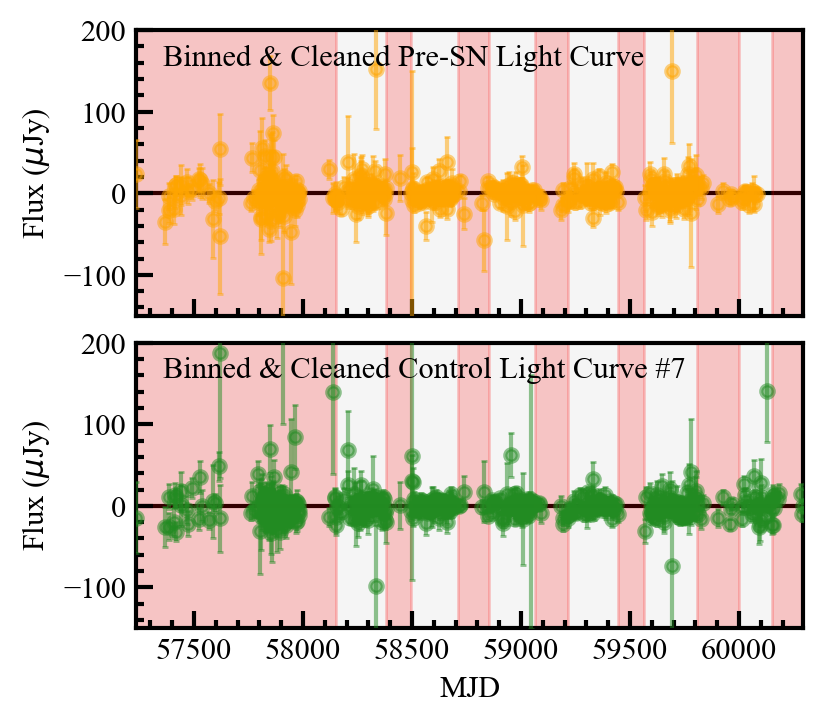 Binned & Cleaned Pre-SN Light Curve
Flux (μJy)
200
100
0
−100
Binned & Cleaned Control Light Curve #7
Flux (μJy)
200
100
0
−100
57500 58000 58500 59000 59500 60000
MJD